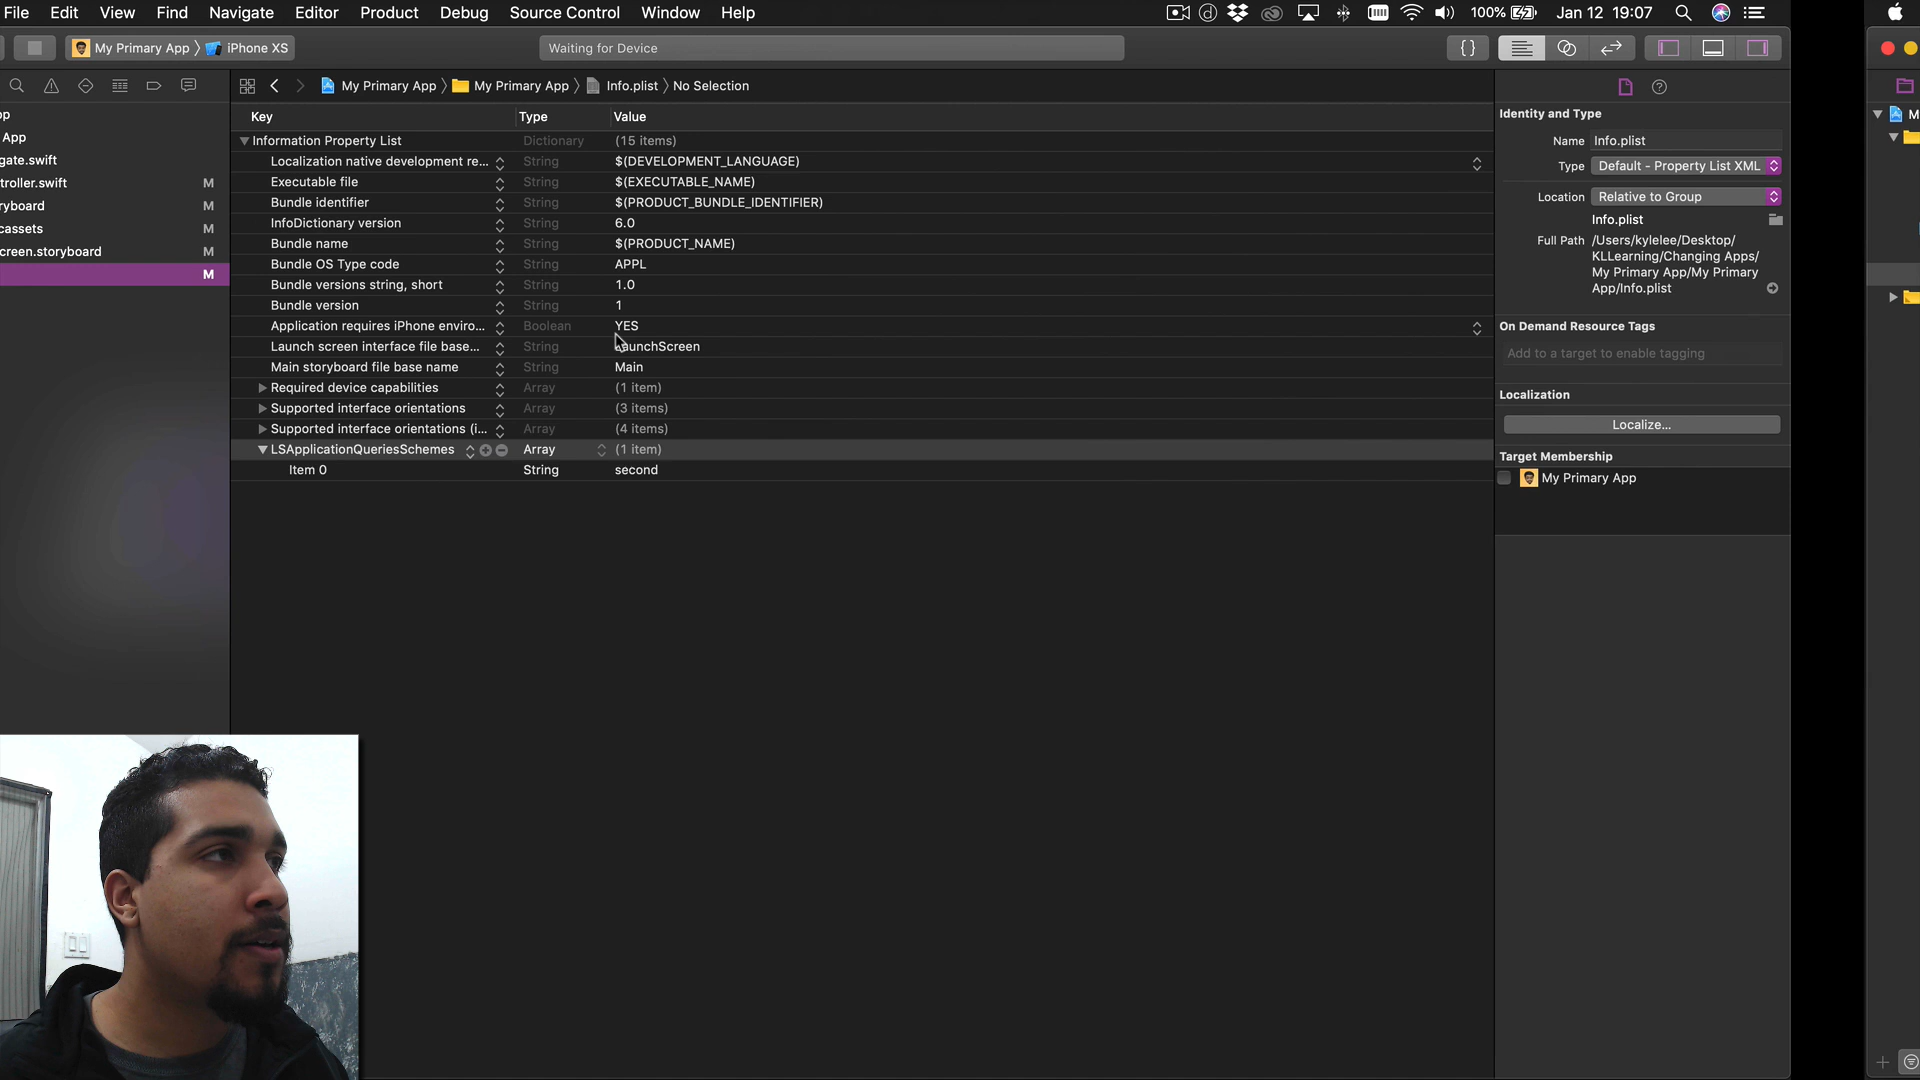 File Edit View Find Navigate Editor Product Debug Source Control Window Help 100% Jan 12 19:07
My Primary App iPhone XS Waiting for Device {}
My Primary App My Primary App Info.plist No Selection
Key Type Value
Information Property List Dictionary (15 items)
Localization native development re... String $(DEVELOPMENT_LANGUAGE)
Executable file String $(EXECUTABLE_NAME)
Bundle identifier String $(PRODUCT_BUNDLE_IDENTIFIER)
InfoDictionary version String 6.0
Bundle name String $(PRODUCT_NAME)
Bundle OS Type code String APPL
Bundle versions string, short String 1.0
Bundle version String 1
Application requires iPhone enviro... Boolean YES
Launch screen interface file base... String LaunchScreen
Main storyboard file base name String Main
Required device capabilities Array (1 item)
Supported interface orientations Array (3 items)
Supported interface orientations (i... Array (4 items)
LSApplicationQueriesSchemes Array (1 item)
Item 0 String second
pp
App
gate.swift
troller.swift M
ryboard M
cassets
creen.storyboard M
M
Identity and Type
Name Info.plist
Type Default - Property List XML
Location Relative to Group
Info.plist
Full Path /Users/kylelee/Desktop/
KLLearning/Changing Apps/
My Primary App/My Primary
App/Info.plist
On Demand Resource Tags
Add to a target to enable tagging
Localization
Localize...
Target Membership
My Primary App
M